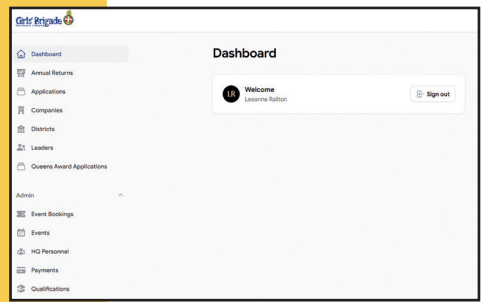 Girls' Brigade
Dashboard
Annual Returns
Applications
Companies
Districts
Leaders
Queens Award Applications
Admin
Event Bookings
Events
HQ Personnel
Payments
Qualifications
Dashboard
LR
Welcome
Leeanne Railton
Sign out